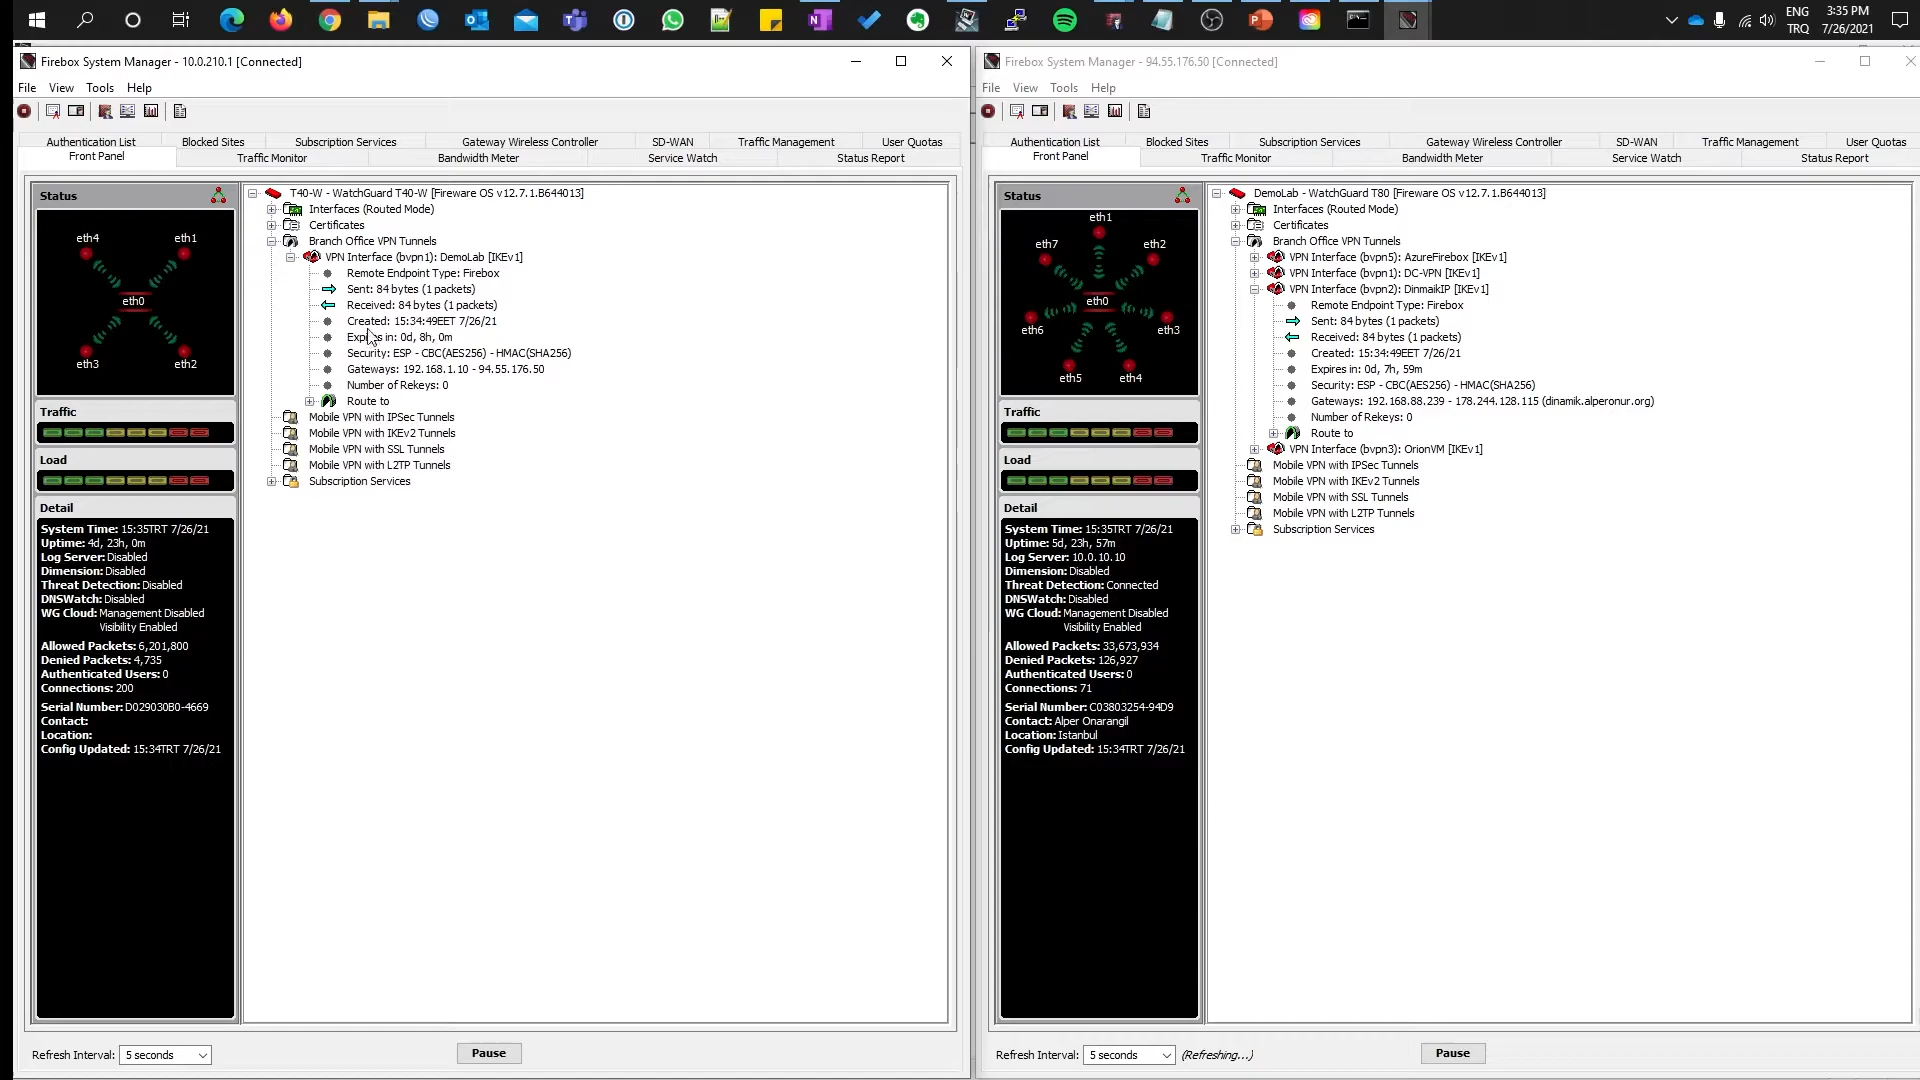 ENG
TRQ
3:35 PM
7/26/2021
Firebox System Manager - 10.0.210.1 [Connected]
File View Tools Help
Authentication List Blocked Sites Subscription Services Gateway Wireless Controller SD-WAN Traffic Management User Quotas
Front Panel Traffic Monitor Bandwidth Meter Service Watch Status Report
Status
eth4
eth1
eth0
eth3
eth2
Traffic
Load
Detail
System Time: 15:35TRT 7/26/21
Uptime: 4d, 23h, 0m
Log Server: Disabled
Dimension: Disabled
Threat Detection: Disabled
DNSWatch: Disabled
WG Cloud: Management Disabled
Visibility Enabled
Allowed Packets: 6,201,800
Denied Packets: 4,735
Authenticated Users: 0
Connections: 200
Serial Number: D029030B0-4669
Contact:
Location:
Config Updated: 15:34TRT 7/26/21
T40-W - WatchGuard T40-W [Fireware OS v12.7.1.B644013]
Interfaces (Routed Mode)
Certificates
Branch Office VPN Tunnels
VPN Interface (bvpn1): DemoLab [IKEv1]
Remote Endpoint Type: Firebox
Sent: 84 bytes (1 packets)
Received: 84 bytes (1 packets)
Created: 15:34:49EET 7/26/21
Expires in: 0d, 8h, 0m
Security: ESP - CBC(AES256) - HMAC(SHA256)
Gateways: 192.168.1.10 - 94.55.176.50
Number of Rekeys: 0
Route to
Mobile VPN with IPSec Tunnels
Mobile VPN with IKEv2 Tunnels
Mobile VPN with SSL Tunnels
Mobile VPN with L2TP Tunnels
Subscription Services
Refresh Interval: 5 seconds
Pause
Firebox System Manager - 94.55.176.50 [Connected]
File View Tools Help
Authentication List Blocked Sites Subscription Services Gateway Wireless Controller SD-WAN Traffic Management User Quotas
Front Panel Traffic Monitor Bandwidth Meter Service Watch Status Report
Status
eth1
eth7
eth2
eth0
eth6
eth3
eth5
eth4
Traffic
Load
Detail
System Time: 15:35TRT 7/26/21
Uptime: 5d, 23h, 57m
Log Server: 10.0.10.10
Dimension: Disabled
Threat Detection: Connected
DNSWatch: Disabled
WG Cloud: Management Disabled
Visibility Enabled
Allowed Packets: 33,673,934
Denied Packets: 126,927
Authenticated Users: 0
Connections: 71
Serial Number: C03803254-94D9
Contact: Alper Onarangil
Location: Istanbul
Config Updated: 15:34TRT 7/26/21
DemoLab - WatchGuard T80 [Fireware OS v12.7.1.B644013]
Interfaces (Routed Mode)
Certificates
Branch Office VPN Tunnels
VPN Interface (bvpn5): AzureFirebox [IKEv1]
VPN Interface (bvpn1): DC-VPN [IKEv1]
VPN Interface (bvpn2): DinmaikIP [IKEv1]
Remote Endpoint Type: Firebox
Sent: 84 bytes (1 packets)
Received: 84 bytes (1 packets)
Created: 15:34:49EET 7/26/21
Expires in: 0d, 7h, 59m
Security: ESP - CBC(AES256) - HMAC(SHA256)
Gateways: 192.168.88.239 - 178.244.128.115 (dinamik.alperonur.org)
Number of Rekeys: 0
Route to
VPN Interface (bvpn3): OrionVM [IKEv1]
Mobile VPN with IPSec Tunnels
Mobile VPN with IKEv2 Tunnels
Mobile VPN with SSL Tunnels
Mobile VPN with L2TP Tunnels
Subscription Services
Refresh Interval: 5 seconds (Refreshing...)
Pause